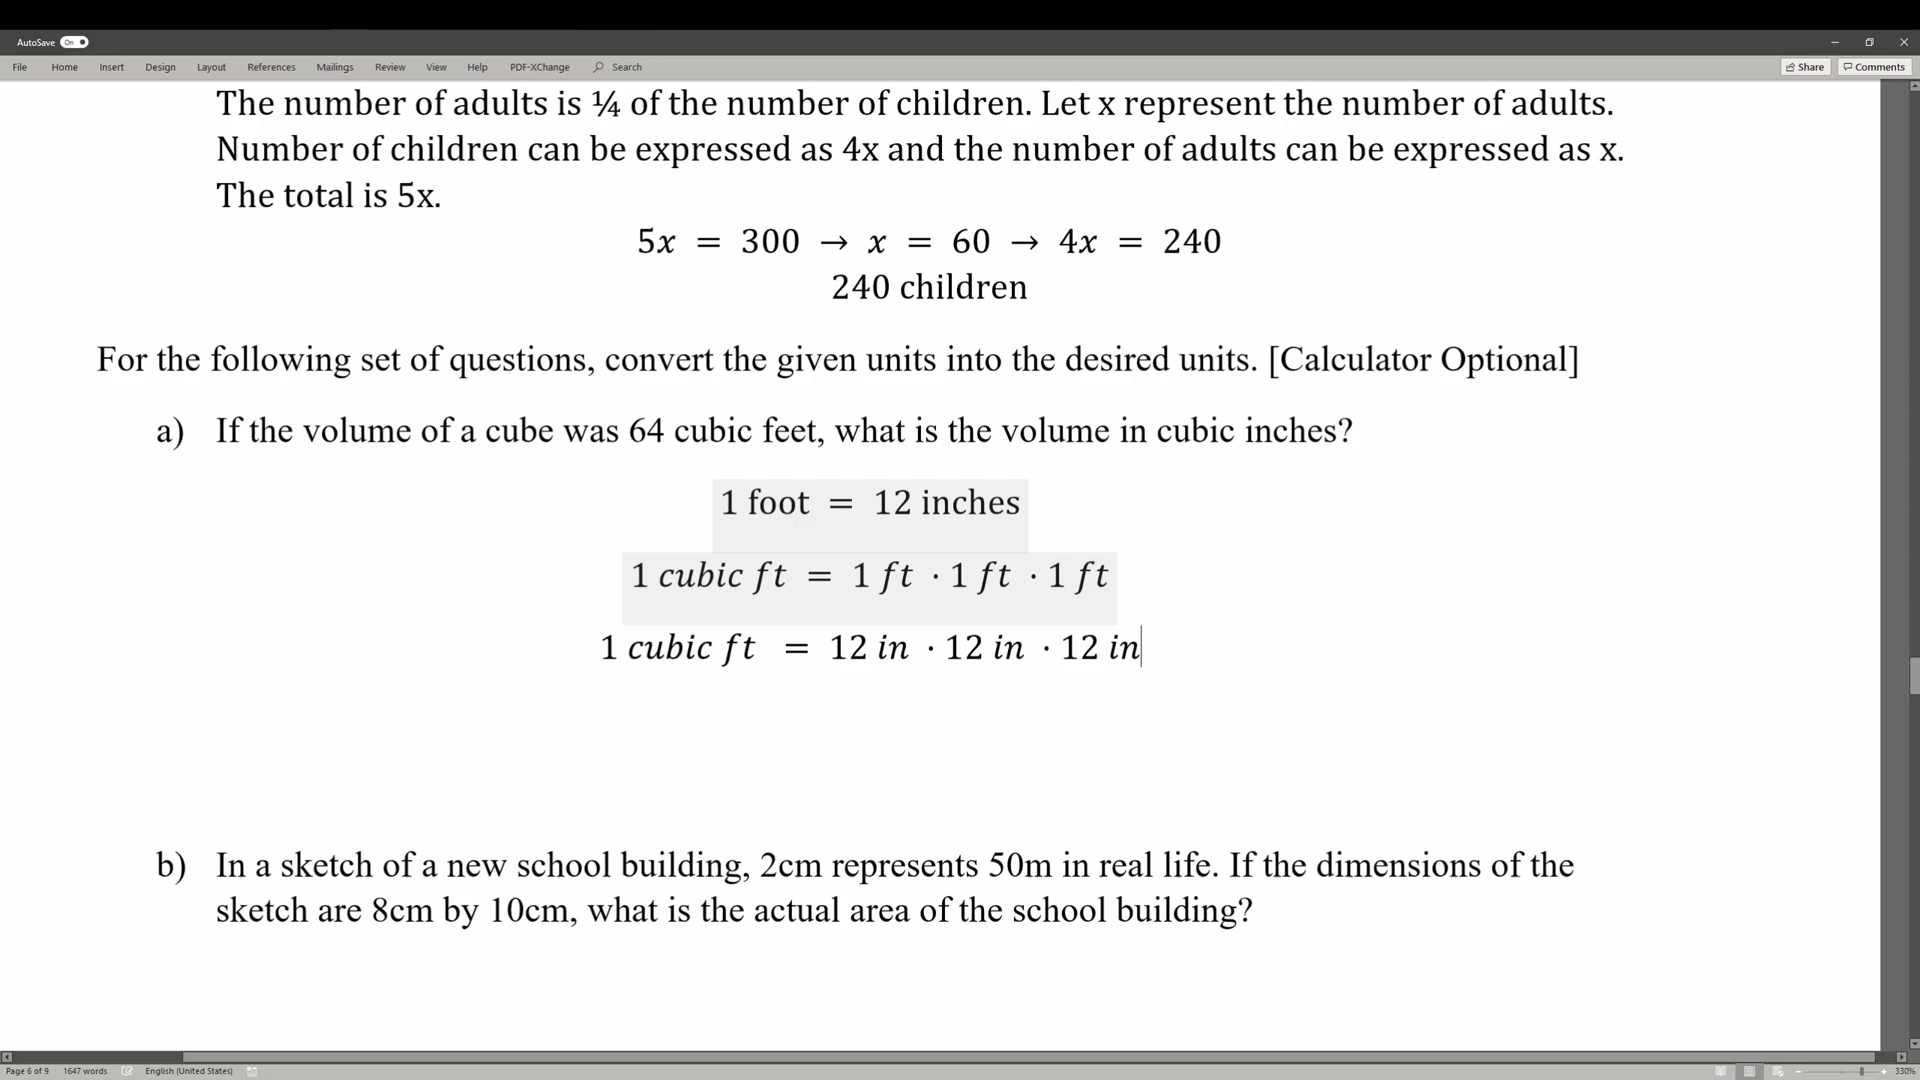 AutoSave On
File Home Insert Design Layout References Mailings Review View Help PDF-XChange Search Share Comments
The number of adults is ¼ of the number of children. Let x represent the number of adults.
Number of children can be expressed as 4x and the number of adults can be expressed as x.
The total is 5x.
5x = 300 → x = 60 → 4x = 240
240 children
For the following set of questions, convert the given units into the desired units. [Calculator Optional]
a) If the volume of a cube was 64 cubic feet, what is the volume in cubic inches?
1 foot = 12 inches
1 cubic ft = 1 ft · 1 ft · 1 ft
1 cubic ft = 12 in · 12 in · 12 in
b) In a sketch of a new school building, 2cm represents 50m in real life. If the dimensions of the
sketch are 8cm by 10cm, what is the actual area of the school building?
Page 6 of 9 1647 words English (United States) 330%